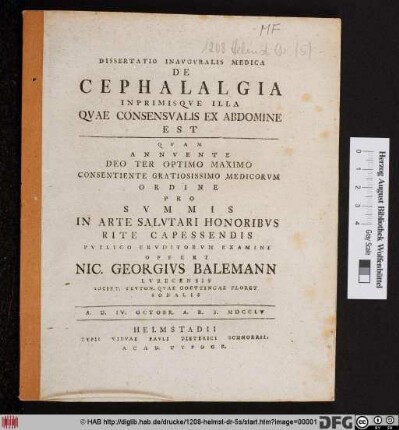 MF
1208 Helmst. Dr. (5)
DISSERTATIO INAVGVRALIS MEDICA
DE
CEPHALALGIA
INPRIMISQVE ILLA
QVAE CONSENSVALIS EX ABDOMINE
EST
QVAM
ANNVENTE
DEO TER OPTIMO MAXIMO
CONSENTIENTE GRATIOSISSIMO MEDICORVM
ORDINE
PRO
SVMMIS
IN ARTE SALVTARI HONORIBVS
RITE CAPESSENDIS
PVBLICO ERVDITORVM EXAMINI
OFFERT
NIC. GEORGIVS BALEMANN
LVBECENSIS
SOCIET. TEVTON. QVAE GOETTINGAE FLORET
SODALIS
A. D. IV. OCTOBR. A. R. S. MDCCLV
HELMSTADII
TYPIS VIDVAE PAVLI DIETERICI SCHNORRII,
ACAD. TYPOGR.
Herzog August Bibliothek Wolfenbüttel
Gray Scale
© HAB http://diglib.hab.de/drucke/1208-helmst-dr-5s/start.htm?image=00001
DFG